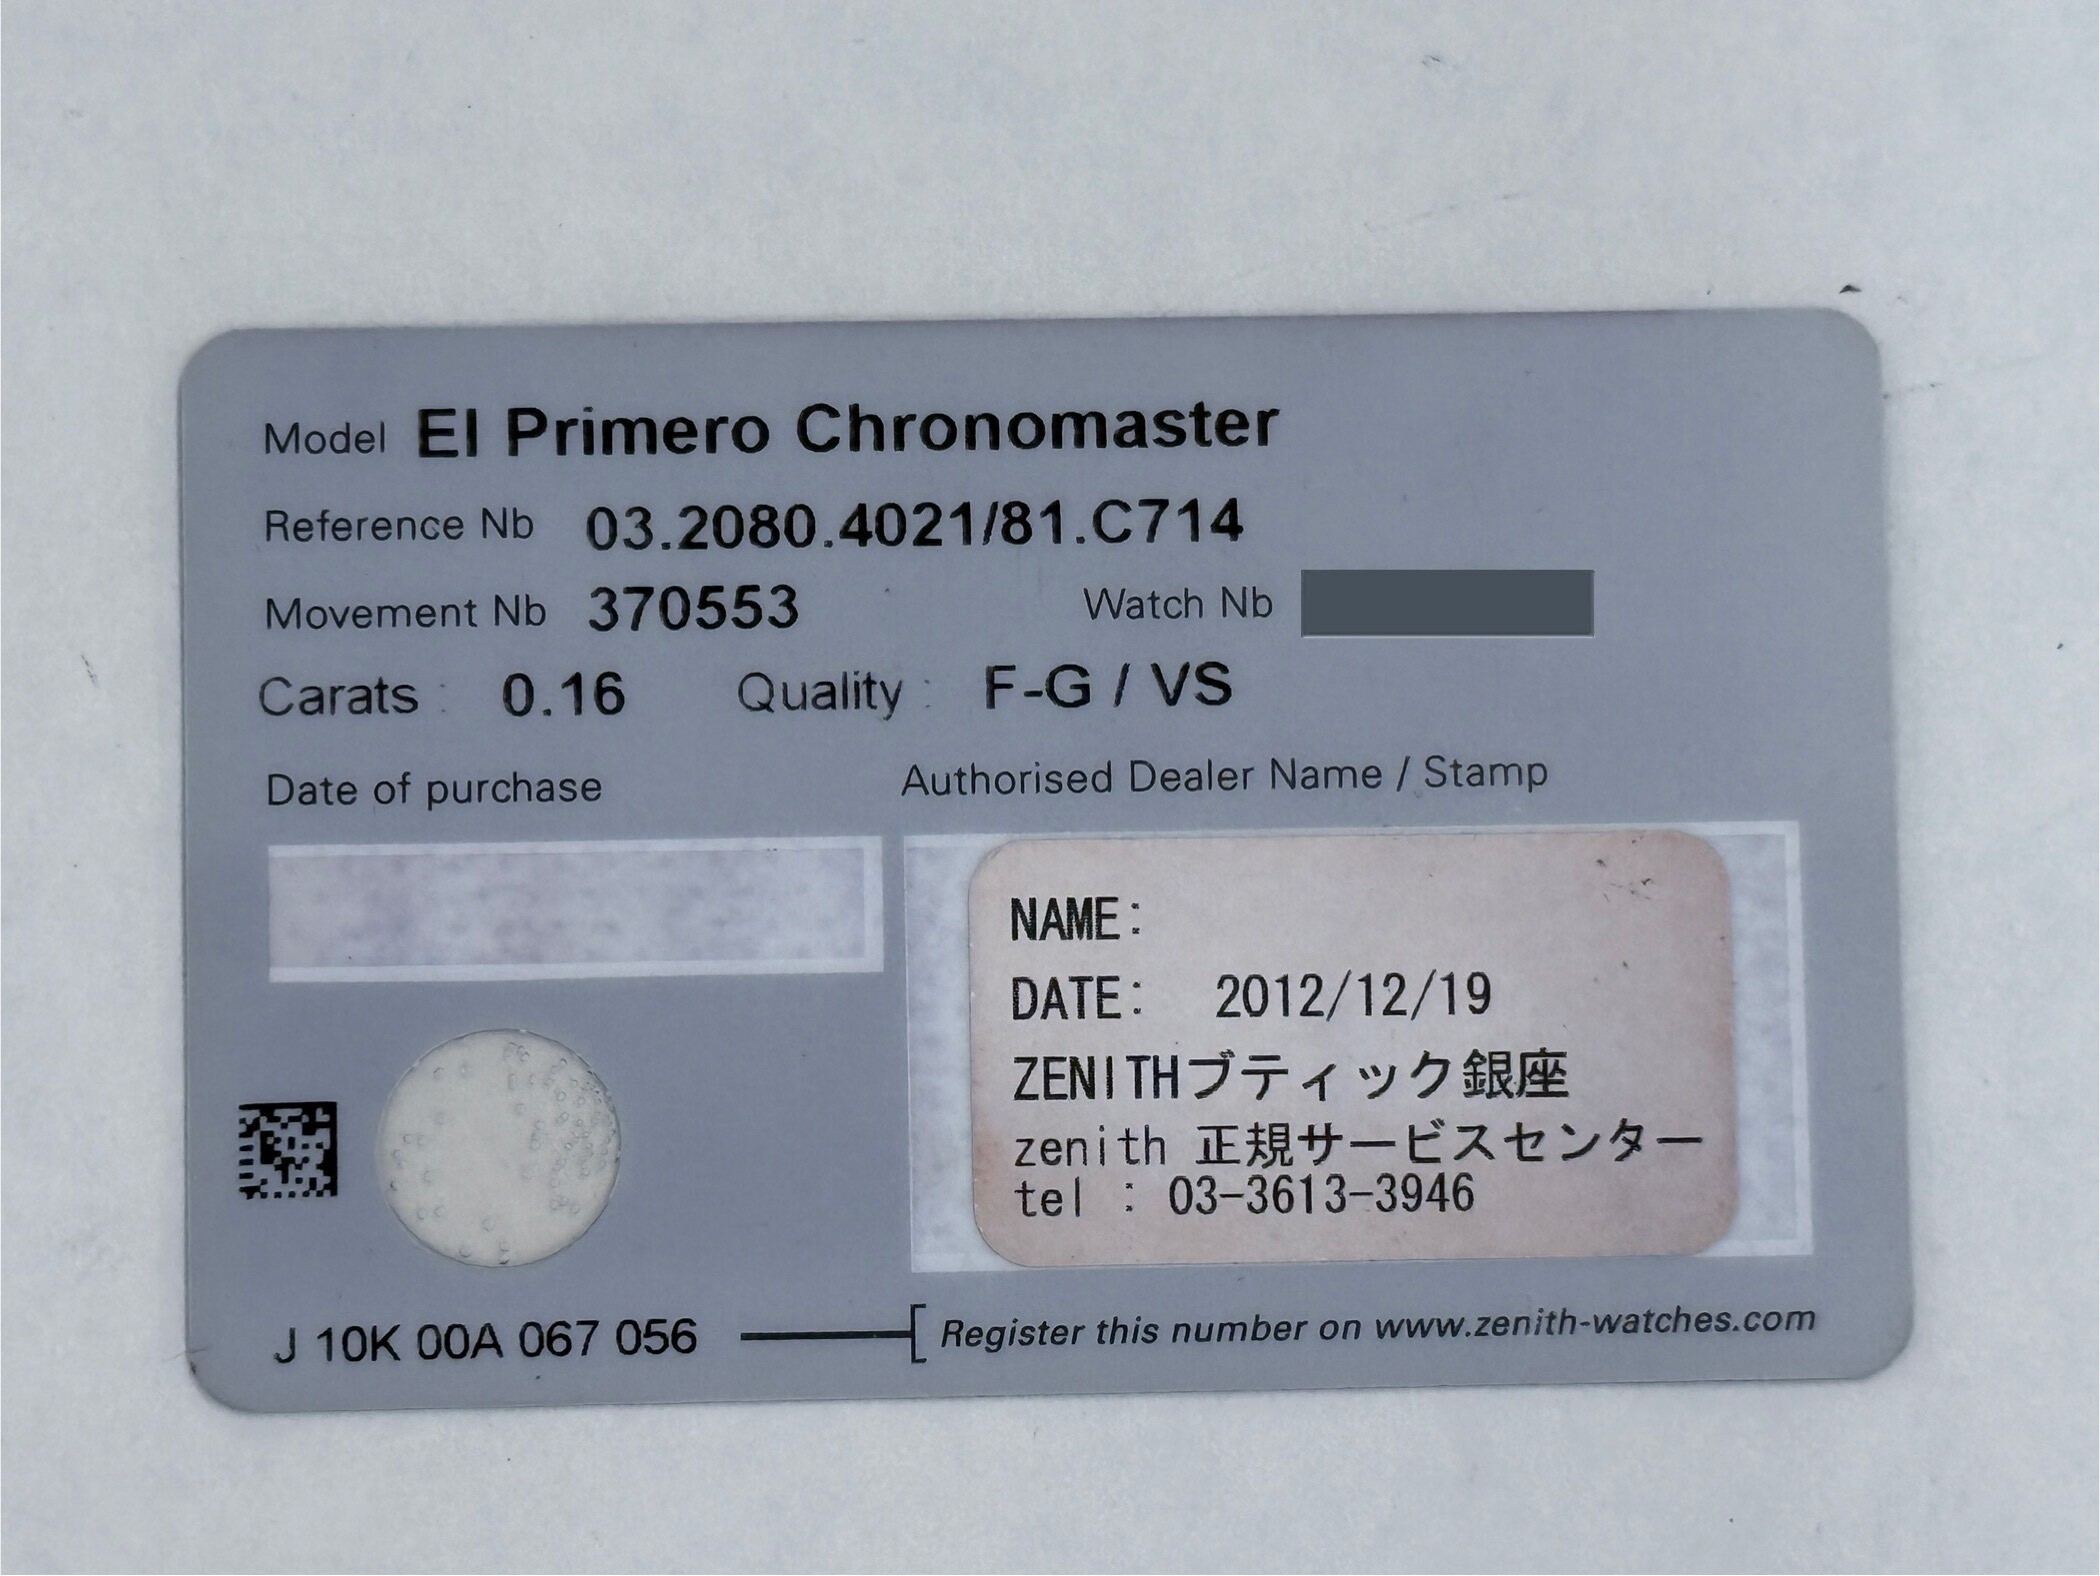 Model El Primero Chronomaster
Reference Nb 03.2080.4021/81.C714
Movement Nb 370553 Watch Nb
Carats : 0.16 Quality : F-G / VS
Date of purchase Authorised Dealer Name / Stamp
NAME:
DATE: 2012/12/19
ZENITHブティック銀座
zenith 正規サービスセンター
tel : 03-3613-3946
J 10K 00A 067 056 Register this number on www.zenith-watches.com